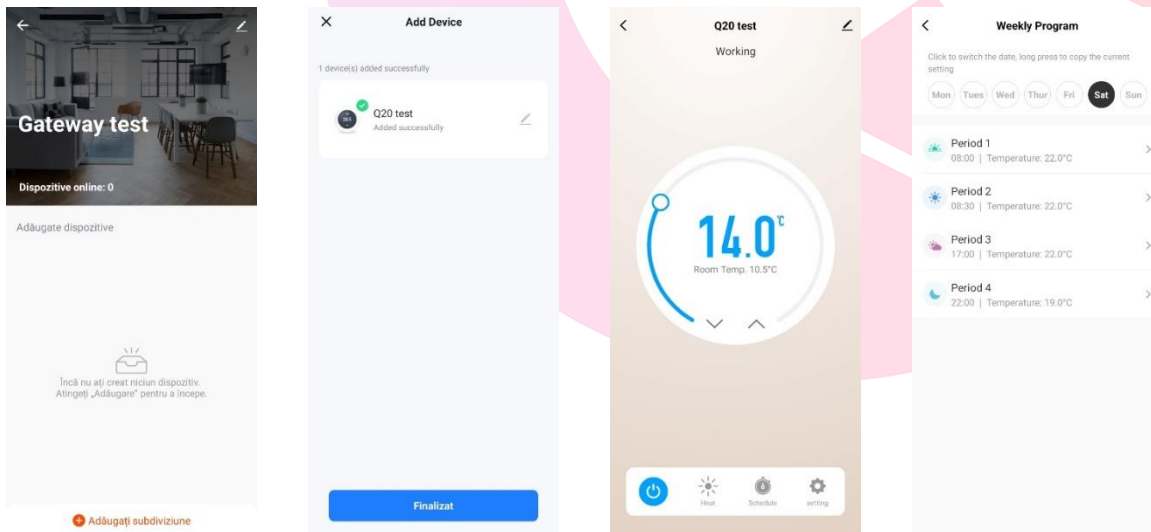 Gateway test
Dispozitive online: 0
Adăugate dispozitive
Încă nu ați creat niciun dispozitiv.
Atingeți „Adăugare” pentru a începe.
Adăugați subdiviziune
Add Device
1 device(s) added successfully
Q20 test
Added successfully
Finalizat
Q20 test
Working
14.0°C
Room Temp. 10.5°C
Heat
Schedule
setting
Weekly Program
Click to switch the date, long press to copy the current
setting
Mon Tues Wed Thur Fri Sat Sun
Period 1
08:00 | Temperature: 22.0°C
Period 2
08:30 | Temperature: 22.0°C
Period 3
17:00 | Temperature: 22.0°C
Period 4
22:00 | Temperature: 19.0°C